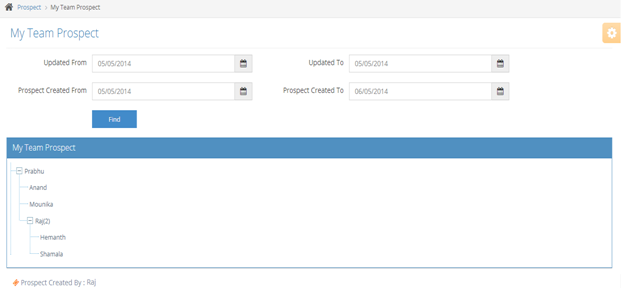 Prospect > My Team Prospect
My Team Prospect
Updated From 05/05/2014 Updated To 05/05/2014
Prospect Created From 05/05/2014 Prospect Created To 06/05/2014
Find
My Team Prospect
Prabhu
Anand
Mounika
Raj(2)
Hemanth
Shamala
Prospect Created By : Raj